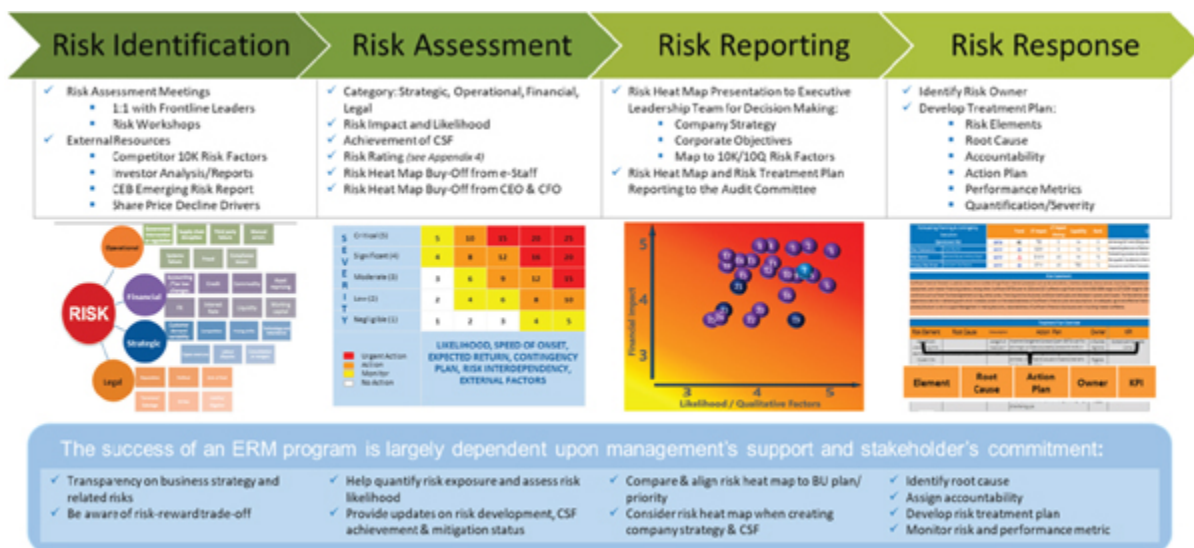 Risk Identification
Risk Assessment
Risk Reporting
Risk Response
Risk Assessment Meetings
1:1 with Frontline Leaders
Risk Workshops
External Resources
Competitor 10K Risk Factors
Investor Analysis/Reports
CEB Emerging Risk Report
Share Price Decline Drivers
Category: Strategic, Operational, Financial,
Legal
Risk Impact and Likelihood
Achievement of CSF
Risk Rating (see Appendix 4)
Risk Heat Map Buy-Off from e-Staff
Risk Heat Map Buy-Off from CEO & CFO
Risk Heat Map Presentation to Executive
Leadership Team for Decision Making:
Company Strategy
Corporate Objectives
Map to 10K/10Q Risk Factors
Risk Heat Map and Risk Treatment Plan
Reporting to the Audit Committee
Identify Risk Owner
Develop Treatment Plan:
Risk Elements
Root Cause
Accountability
Action Plan
Performance Metrics
Quantification/Severity
Operational
Financial
RISK
Strategic
Legal
SEVERITY
Critical (5) 5 10 15 20 25
Significant (4) 4 8 12 16 20
Moderate (3) 3 6 9 12 15
Low (2) 2 4 6 8 10
Negligible (1) 1 2 3 4 5
Urgent Action
Action
Monitor
No Action
LIKELIHOOD, SPEED OF ONSET,
EXPECTED RETURN, CONTINGENCY
PLAN, RISK INTERDEPENDENCY,
EXTERNAL FACTORS
Financial Impact
5
4
3
3 4 5
Likelihood / Qualitative Factors
Risk Element Root Cause Action Plan Owner KPI
Element
Root
Cause
Action
Plan
Owner
KPI
The success of an ERM program is largely dependent upon management's support and stakeholder's commitment:
Transparency on business strategy and
related risks
Be aware of risk-reward trade-off
Help quantify risk exposure and assess risk
likelihood
Provide updates on risk development, CSF
achievement & mitigation status
Compare & align risk heat map to BU plan/
priority
Consider risk heat map when creating
company strategy & CSF
Identify root cause
Assign accountability
Develop risk treatment plan
Monitor risk and performance metric